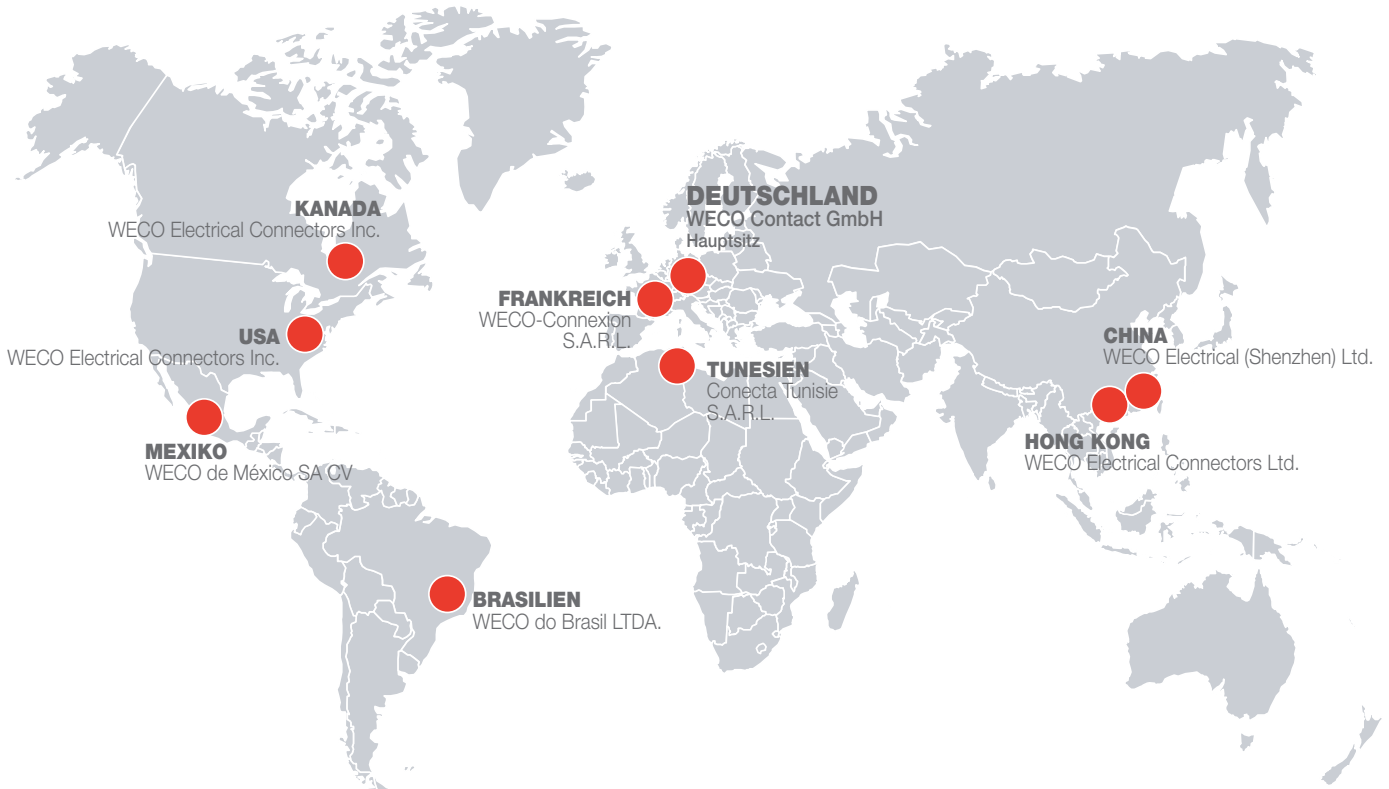 KANADA
WECO Electrical Connectors Inc.
USA
WECO Electrical Connectors Inc.
MEXIKO
WECO de México SA CV
BRASILIEN
WECO do Brasil LTDA.
DEUTSCHLAND
WECO Contact GmbH
Hauptsitz
FRANKREICH
WECO-Connexion
S.A.R.L.
TUNESIEN
Conecta Tunisie
S.A.R.L.
CHINA
WECO Electrical (Shenzhen) Ltd.
HONG KONG
WECO Electrical Connectors Ltd.